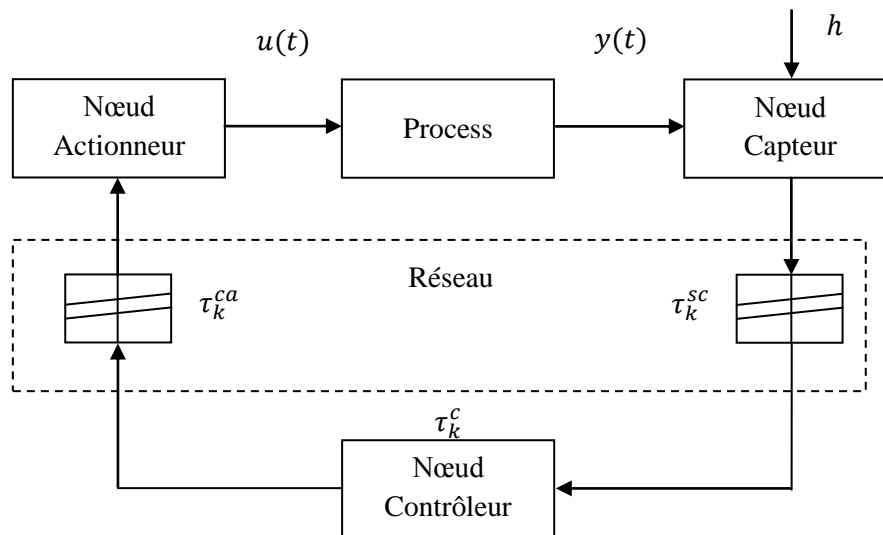 u(t)
y(t)
h
Nœud
Actionneur
Process
Nœud
Capteur
Réseau
τ_k^{ca}
τ_k^{sc}
τ_k^c
Nœud
Contrôleur